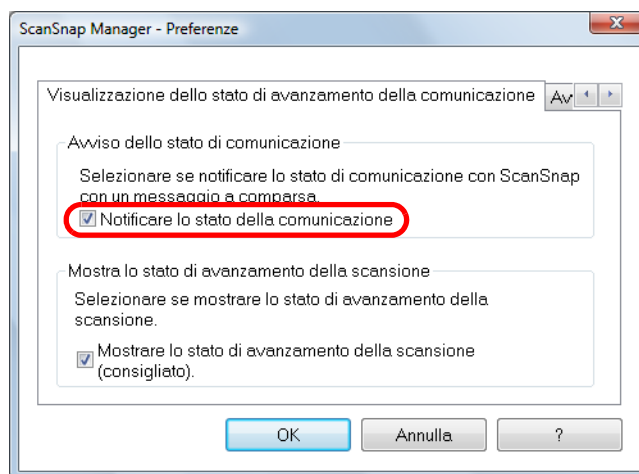 ScanSnap Manager - Preferenze
Visualizzazione dello stato di avanzamento della comunicazione
Avviso dello stato di comunicazione
Selezionare se notificare lo stato di comunicazione con ScanSnap
con un messaggio a comparsa.
Notificare lo stato della comunicazione
Mostra lo stato di avanzamento della scansione
Selezionare se mostrare lo stato di avanzamento della
scansione.
Mostrare lo stato di avanzamento della scansione
(consigliato).
OK Annulla ?